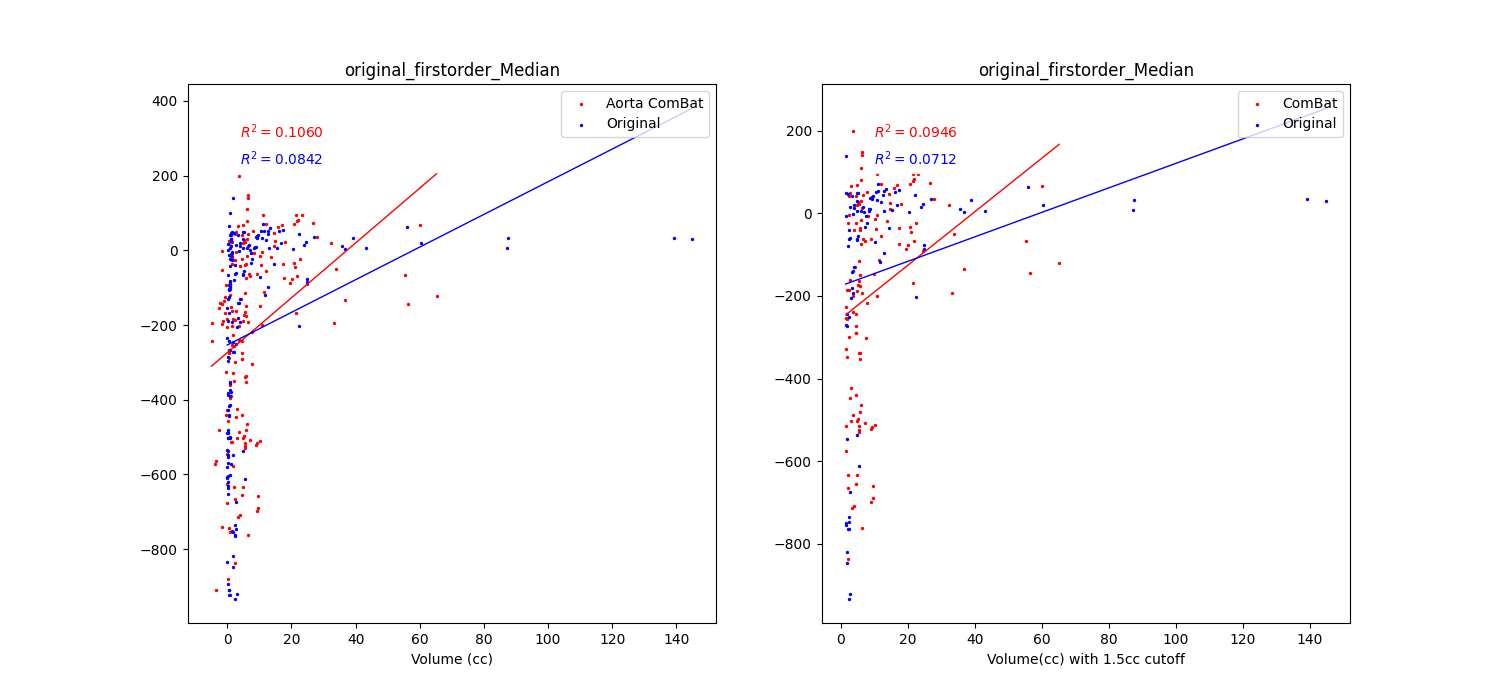 original_firstorder_Median
400
200
0
−200
−400
−600
−800
R² = 0.1060
R² = 0.0842
Aorta ComBat
Original
0 20 40 60 80 100 120 140
Volume (cc)
original_firstorder_Median
200
0
−200
−400
−600
−800
R² = 0.0946
R² = 0.0712
ComBat
Original
0 20 40 60 80 100 120 140
Volume(cc) with 1.5cc cutoff